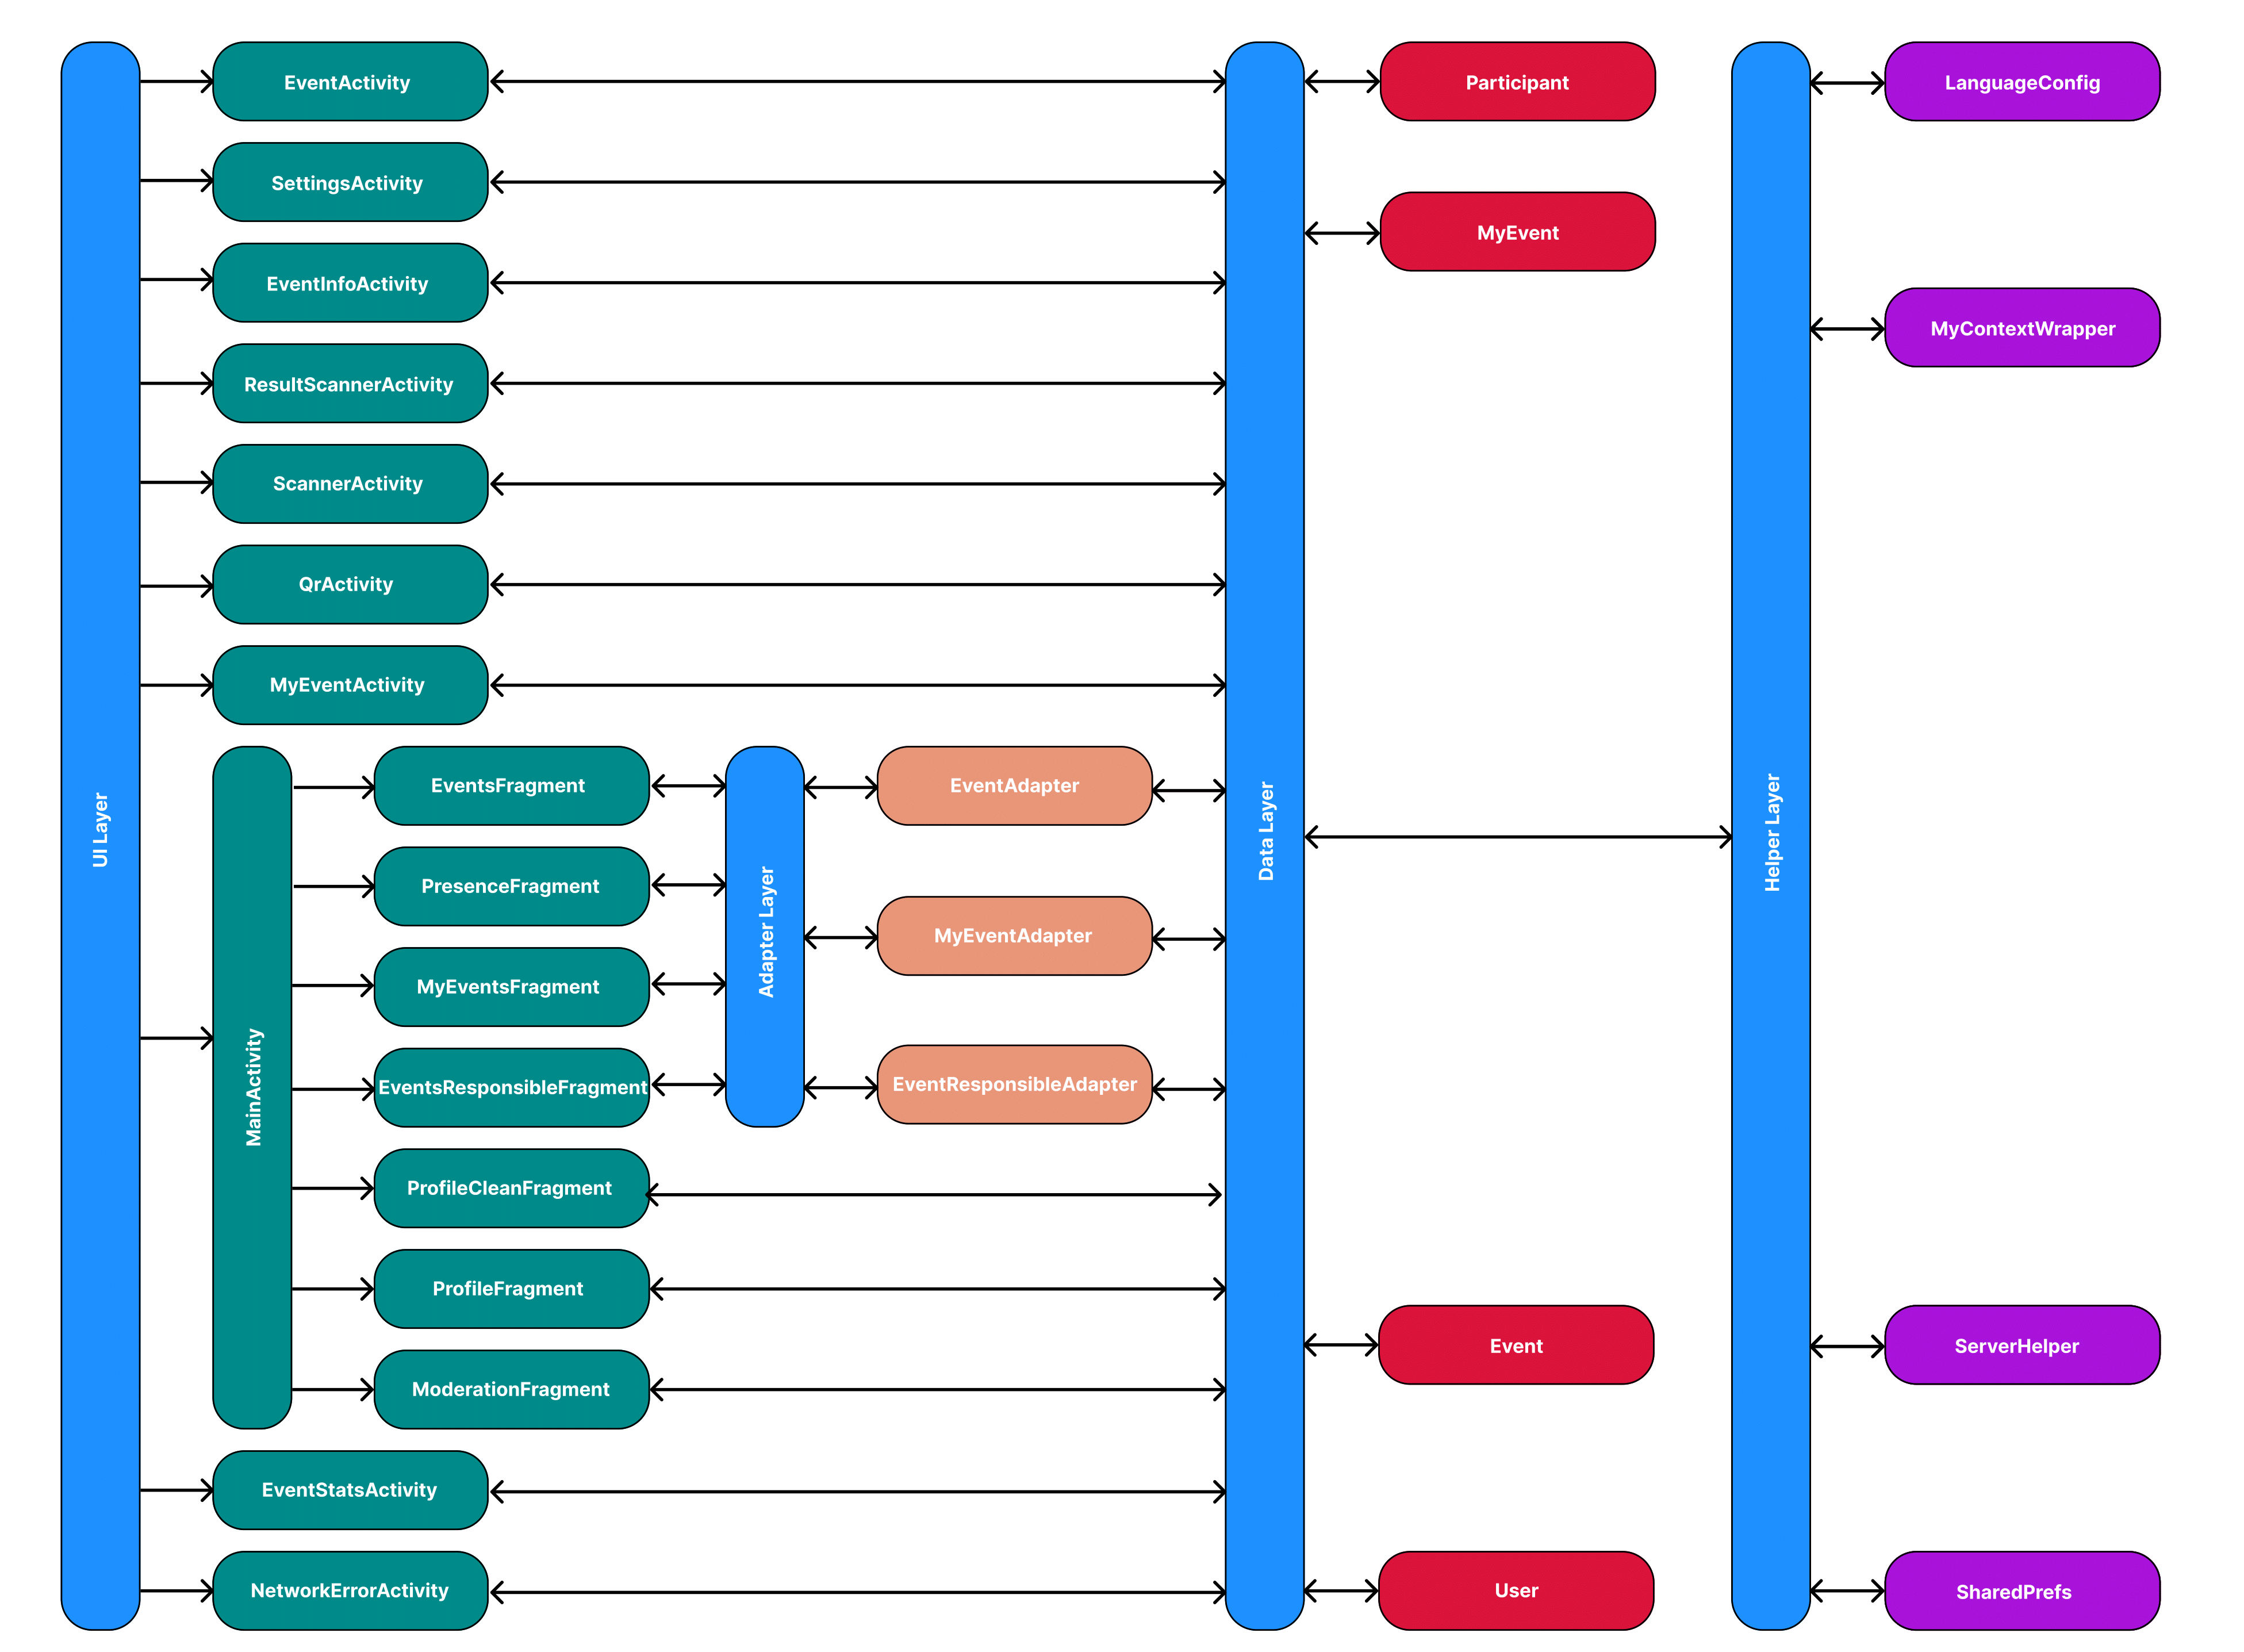 UI Layer
EventActivity
SettingsActivity
EventInfoActivity
ResultScannerActivity
ScannerActivity
QrActivity
MyEventActivity
MainActivity
EventsFragment
PresenceFragment
MyEventsFragment
EventsResponsibleFragment
ProfileCleanFragment
ProfileFragment
ModerationFragment
EventStatsActivity
NetworkErrorActivity
Adapter Layer
EventAdapter
MyEventAdapter
EventResponsibleAdapter
Data Layer
Participant
MyEvent
Event
User
Helper Layer
LanguageConfig
MyContextWrapper
ServerHelper
SharedPrefs